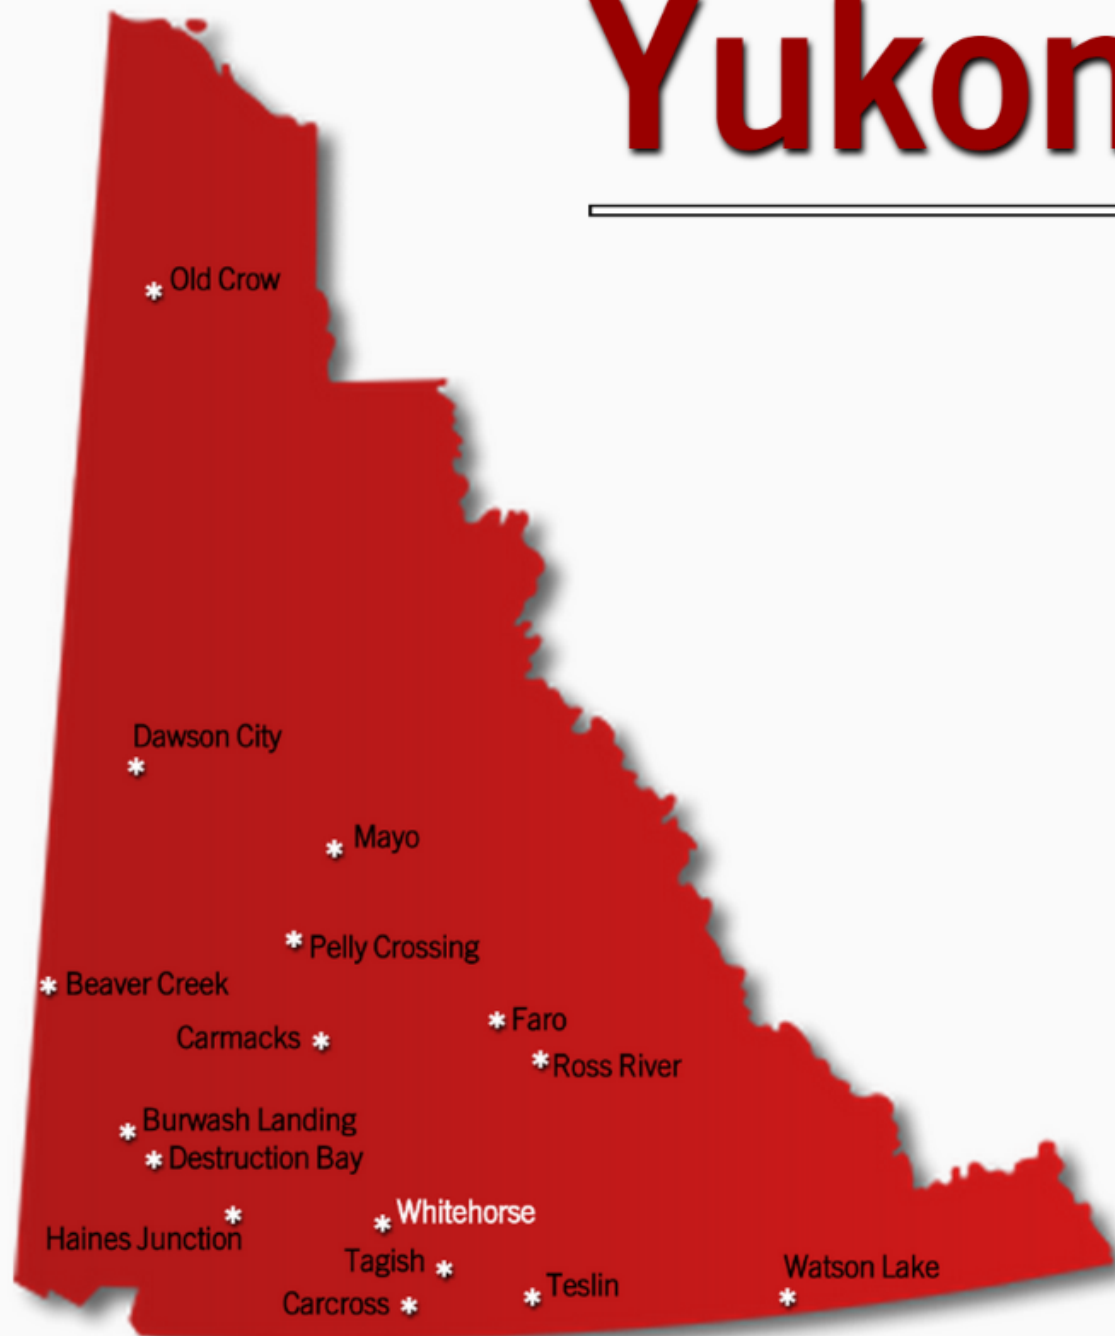 Yukon
Old Crow
Dawson City
Mayo
Pelly Crossing
Beaver Creek
Faro
Carmacks
Ross River
Burwash Landing
Destruction Bay
Whitehorse
Haines Junction
Tagish
Watson Lake
Teslin
Carcross